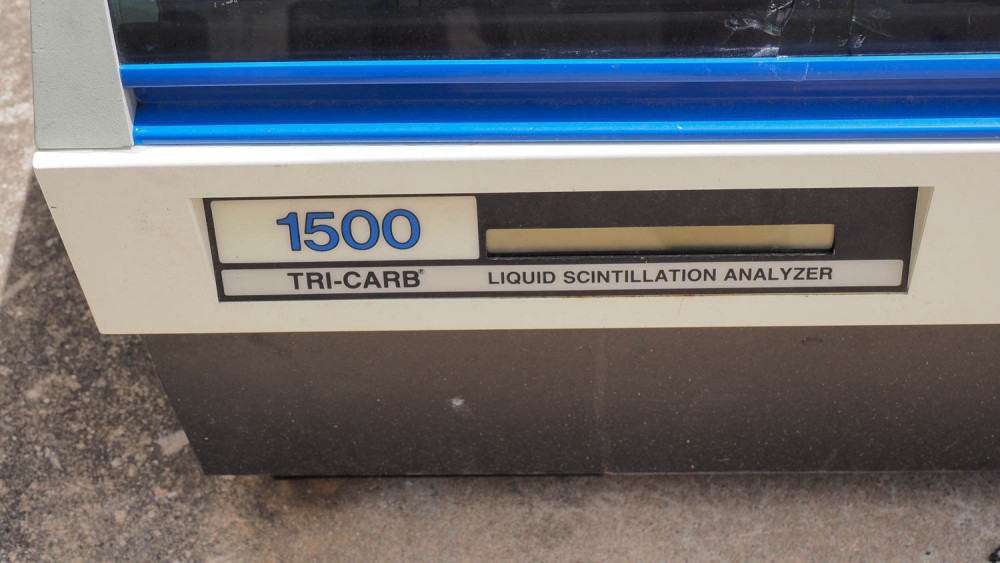 1500
TRI-CARB®
LIQUID SCINTILLATION ANALYZER